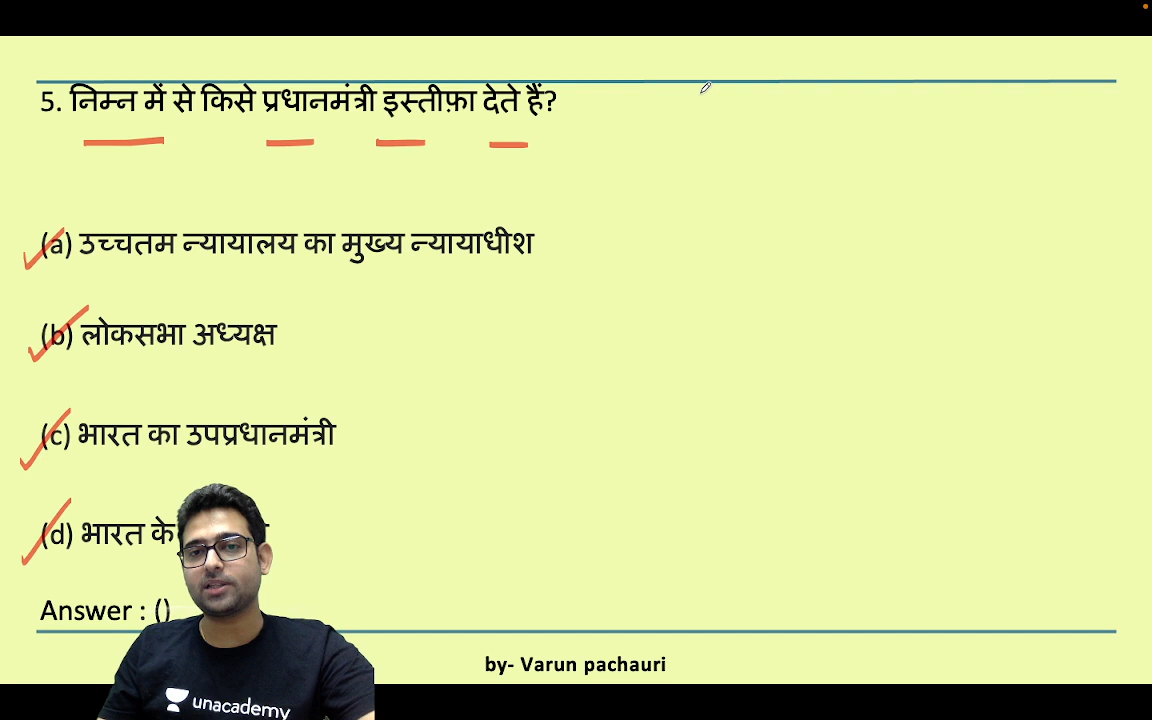 5. निम्न में से किसे प्रधानमंत्री इस्तीफ़ा देते हैं?
(a) उच्चतम न्यायालय का मुख्य न्यायाधीश
(b) लोकसभा अध्यक्ष
(c) भारत का उपप्रधानमंत्री
(d) भारत के
Answer : ()
by- Varun pachauri
unacademy